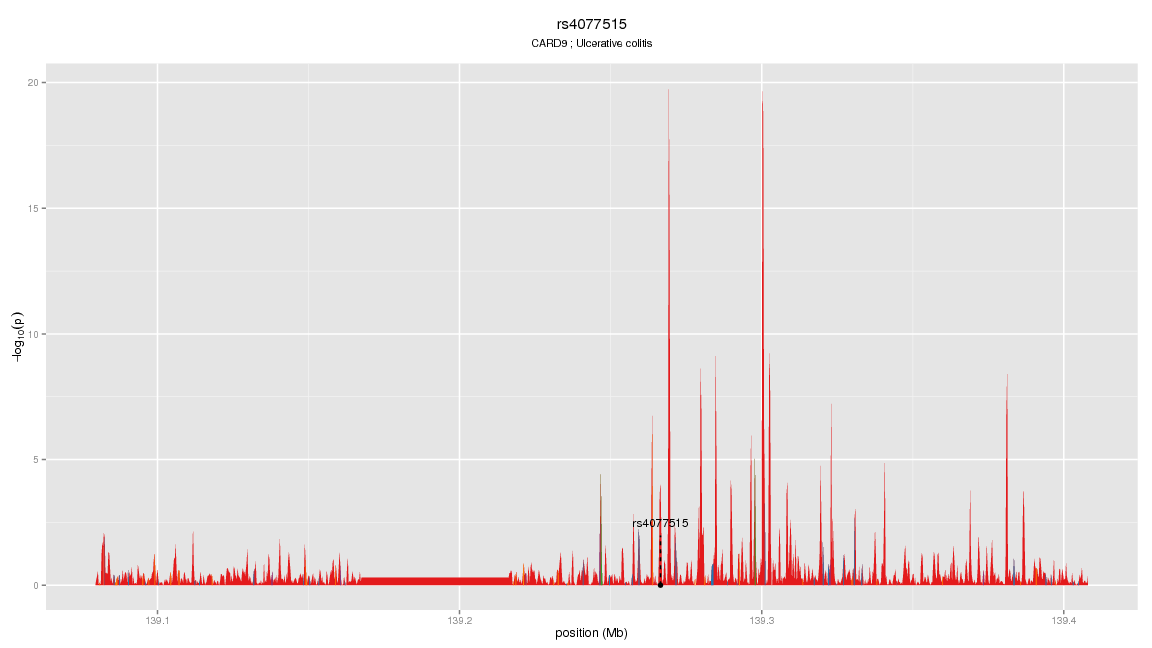 rs4077515
CARD9 ; Ulcerative colitis
20
15
10
5
0
−log10(p)
rs4077515
139.1
139.2
139.3
139.4
position (Mb)